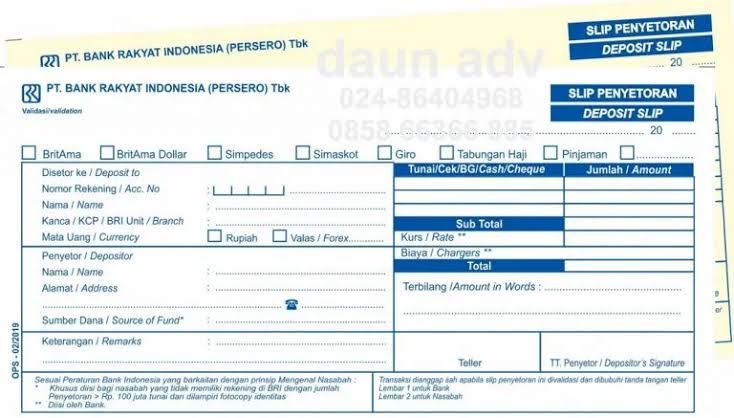 SLIP PENYETORAN
DEPOSIT SLIP
PT. BANK RAKYAT INDONESIA (PERSERO) Tbk
20
daun adv
024-86404968
0858 66366 885
BRI PT. BANK RAKYAT INDONESIA (PERSERO) Tbk
Validasi/validation
SLIP PENYETORAN
DEPOSIT SLIP
20
BritAma BritAma Dollar Simpedes Simaskot Giro Tabungan Haji Pinjaman
Disetor ke / Deposit to
Nomor Rekening / Acc. No :
Nama / Name :
Kanca / KCP / BRI Unit / Branch :
Mata Uang / Currency : Rupiah Valas / Forex
Tunai/Cek/BG/Cash/Cheque Jumlah / Amount
Sub Total
Kurs / Rate **
Biaya / Chargers **
Total
Penyetor / Depositor
Nama / Name :
Alamat / Address :
Sumber Dana / Source of Fund* :
Terbilang /Amount in Words :
Keterangan / Remarks :
Teller
TT. Penyetor / Depositor's Signature
OPS - 02/2019
Sesuai Peraturan Bank Indonesia yang berkaitan dengan prinsip Mengenal Nasabah :
* Khusus diisi bagi nasabah yang tidak memiliki rekening di BRI dengan jumlah
Penyetoran > Rp. 100 juta tunai dan dilampiri fotocopy identitas
** Diisi oleh Bank.
Transaksi dianggap sah apabila slip penyetoran ini divalidasi dan dibubuhi tanda tangan teller
Lembar 1 untuk Bank
Lembar 2 untuk Nasabah